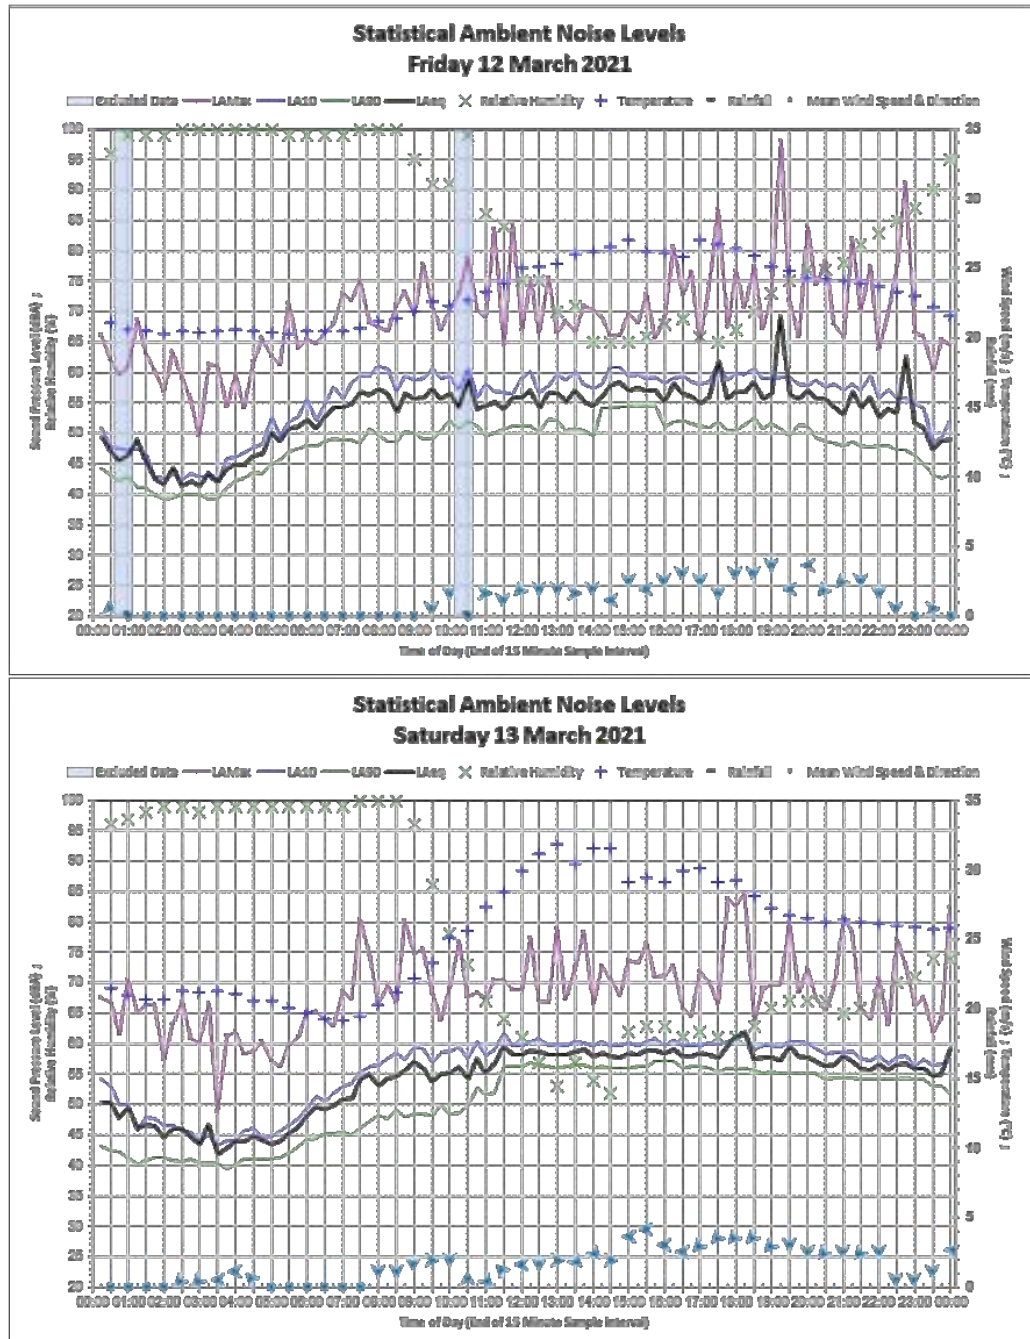 Statistical Ambient Noise Levels
Friday 12 March 2021
Excluded Data LAMax LA10 LA90 LAeq Relative Humidity Temperature Rainfall Mean Wind Speed & Direction
100 35
95
90 30
85
80 25
75
70 20
65
60
55 15
50
45 10
40
35
30 5
25
20 0
Sound Pressure Level (dBA) ;
Relative Humidity (%)
Wind Speed (m/s) ; Temperature (°C) ;
Rainfall (mm)
00:00 01:00 02:00 03:00 04:00 05:00 06:00 07:00 08:00 09:00 10:00 11:00 12:00 13:00 14:00 15:00 16:00 17:00 18:00 19:00 20:00 21:00 22:00 23:00 00:00
Time of Day (End of 15 Minute Sample Interval)
Statistical Ambient Noise Levels
Saturday 13 March 2021
Excluded Data LAMax LA10 LA90 LAeq Relative Humidity Temperature Rainfall Mean Wind Speed & Direction
100 35
95
90 30
85
80 25
75
70 20
65
60
55 15
50
45 10
40
35
30 5
25
20 0
Sound Pressure Level (dBA) ;
Relative Humidity (%)
Wind Speed (m/s) ; Temperature (°C) ;
Rainfall (mm)
00:00 01:00 02:00 03:00 04:00 05:00 06:00 07:00 08:00 09:00 10:00 11:00 12:00 13:00 14:00 15:00 16:00 17:00 18:00 19:00 20:00 21:00 22:00 23:00 00:00
Time of Day (End of 15 Minute Sample Interval)